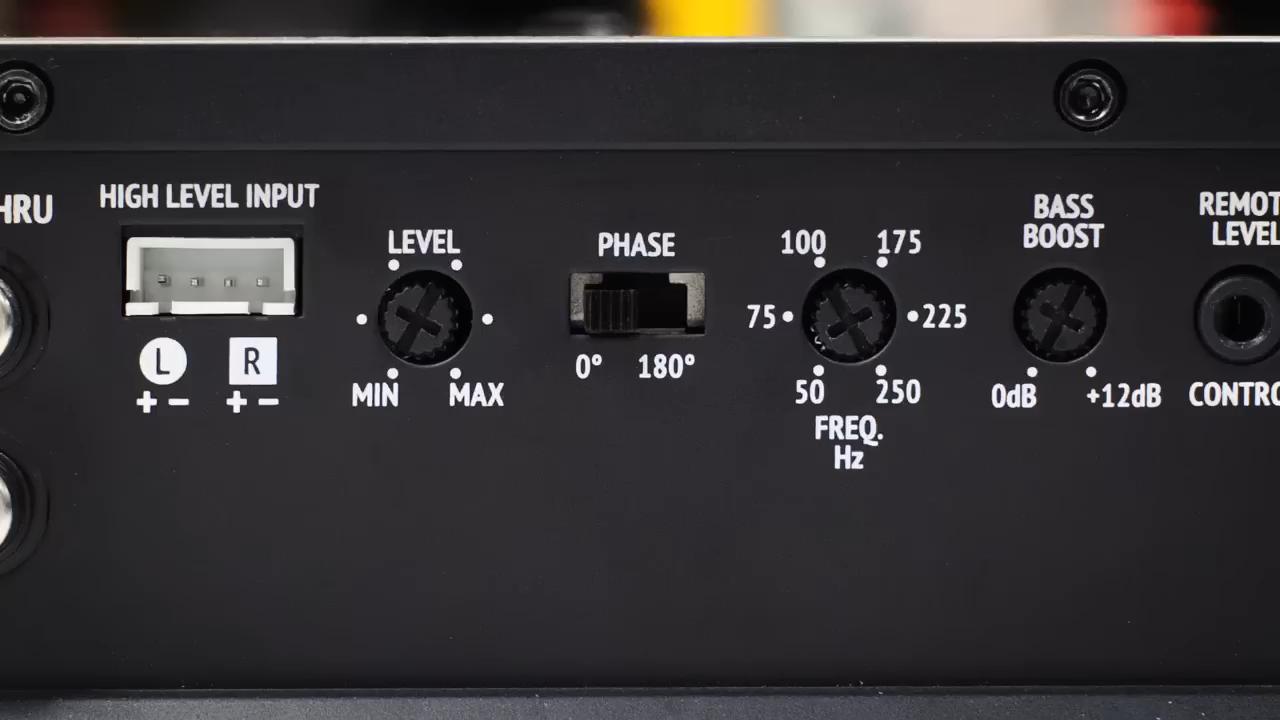 HRU
HIGH LEVEL INPUT
L R
+ - + -
LEVEL
MIN MAX
PHASE
0° 180°
100 175
75 225
50 250
FREQ.
Hz
BASS
BOOST
0dB +12dB
REMOT
LEVEL
CONTRO